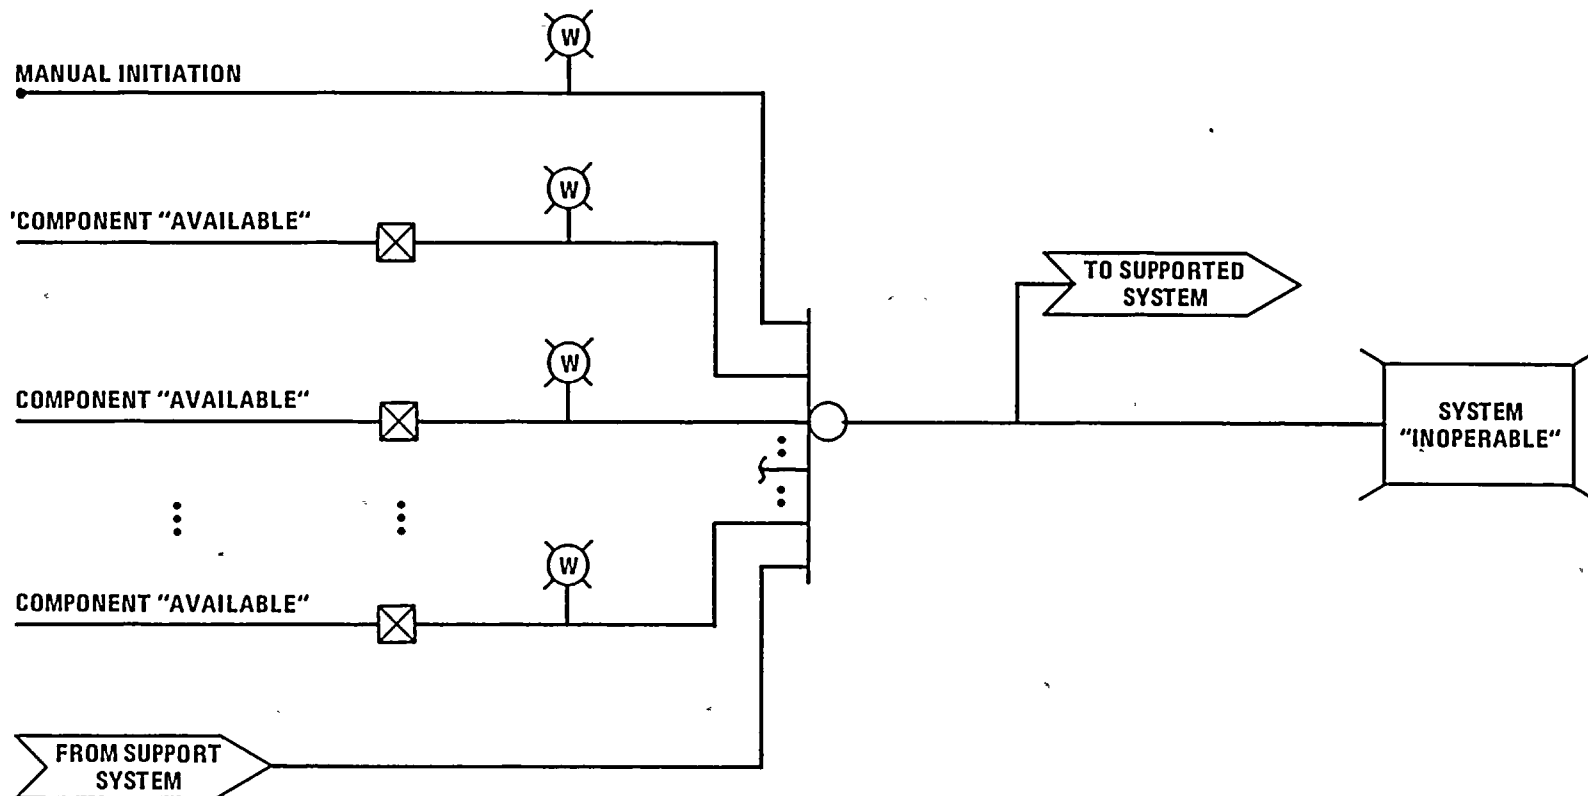 W
MANUAL INITIATION
W
'COMPONENT "AVAILABLE"
TO SUPPORTED
SYSTEM
W
COMPONENT "AVAILABLE"
SYSTEM
"INOPERABLE"
W
COMPONENT "AVAILABLE"
FROM SUPPORT
SYSTEM